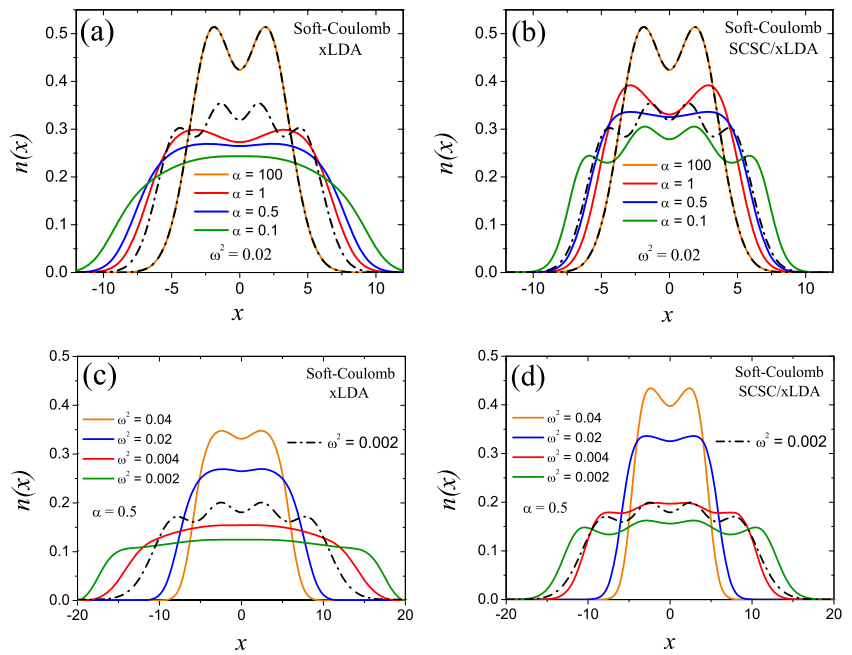 (a)
Soft-Coulomb
xLDA
n(x)
0.5
0.4
0.3
0.2
0.1
0.0
α = 100
α = 1
α = 0.5
α = 0.1
ω² = 0.02
-10
-5
0
5
10
x
(b)
Soft-Coulomb
SCSC/xLDA
n(x)
0.5
0.4
0.3
0.2
0.1
0.0
α = 100
α = 1
α = 0.5
α = 0.1
ω² = 0.02
-10
-5
0
5
10
x
(c)
Soft-Coulomb
xLDA
n(x)
0.5
0.4
0.3
0.2
0.1
0.0
ω² = 0.04
ω² = 0.02
ω² = 0.004
ω² = 0.002
ω² = 0.002
α = 0.5
-20
-10
0
10
20
x
(d)
Soft-Coulomb
SCSC/xLDA
n(x)
0.5
0.4
0.3
0.2
0.1
0.0
ω² = 0.04
ω² = 0.02
ω² = 0.004
ω² = 0.002
ω² = 0.002
α = 0.5
-20
-10
0
10
20
x